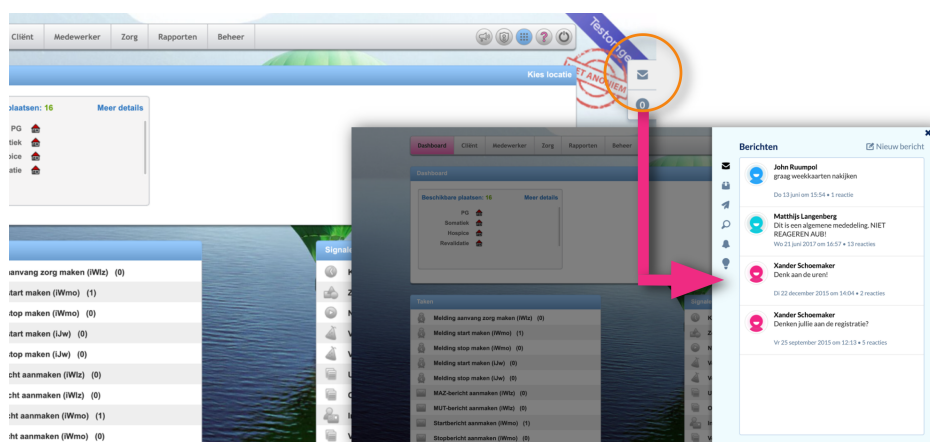 Cliënt Medewerker Zorg Rapporten Beheer
Testomge
Kies locatie
ET ANONIEM
0
plaatsen: 16 Meer details
PG
tiek
pice
atie
Signale
aanvang zorg maken (iWlz) (0)
start maken (iWmo) (1)
stop maken (iWmo) (0)
start maken (iJw) (0)
stop maken (iJw) (0)
cht aanmaken (iWlz) (0)
cht aanmaken (iWlz) (0)
cht aanmaken (iWmo) (1)
cht aanmaken (iWmo) (0)
Dashboard Cliënt Medewerker Zorg Rapporten Beheer
Dashboard
Beschikbare plaatsen: 16 Meer details
PG
Somatiek
Hospice
Revalidatie
Taken
Signa
Melding aanvang zorg maken (iWlz) (0)
Melding start maken (iWmo) (1)
Melding stop maken (iWmo) (0)
Melding start maken (iJw) (0)
Melding stop maken (iJw) (0)
MAZ-bericht aanmaken (iWlz) (0)
MUT-bericht aanmaken (iWlz) (0)
Startbericht aanmaken (iWmo) (1)
Stopbericht aanmaken (iWmo) (0)
Berichten Nieuw bericht
John Ruumpol
graag weekkaarten nakijken
Do 13 juni om 15:54 • 1 reactie
Matthijs Langenberg
Dit is een algemene mededeling. NIET
REAGEREN AUB!
Wo 21 juni 2017 om 16:57 • 13 reacties
Xander Schoemaker
Denk aan de uren!
Di 22 december 2015 om 14:04 • 2 reacties
Xander Schoemaker
Denken jullie aan de registratie?
Vr 25 september 2015 om 12:13 • 5 reacties